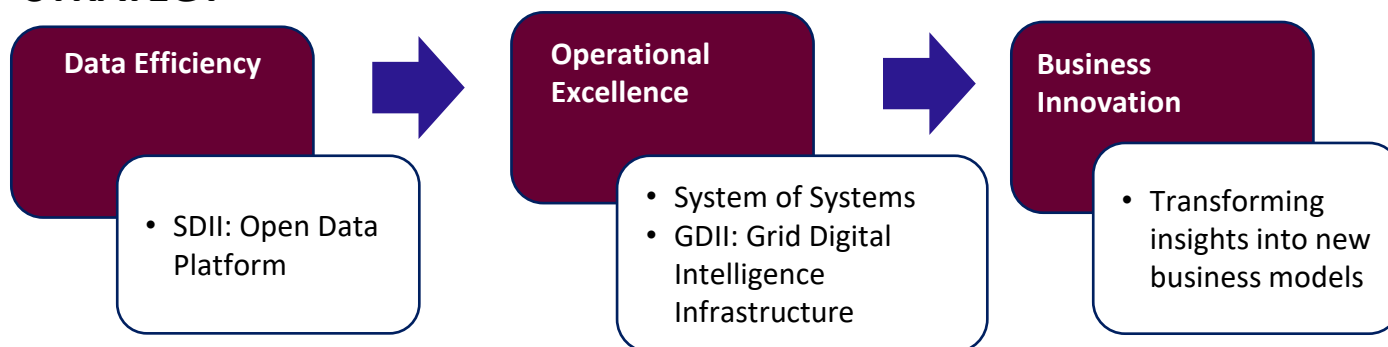 Data Efficiency
• SDII: Open Data
Platform
Operational
Excellence
• System of Systems
• GDII: Grid Digital
Intelligence
Infrastructure
Business
Innovation
• Transforming
insights into new
business models